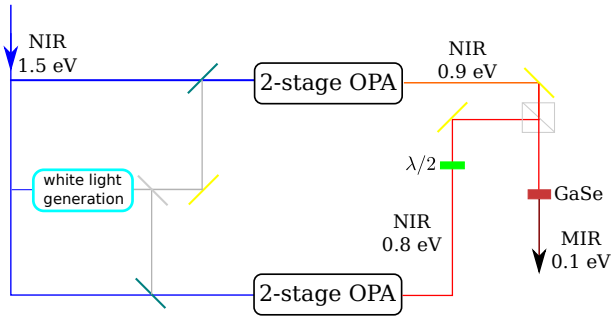 NIR
1.5 eV
2-stage OPA
NIR
0.9 eV
λ/2
white light
generation
GaSe
NIR
0.8 eV
MIR
0.1 eV
2-stage OPA